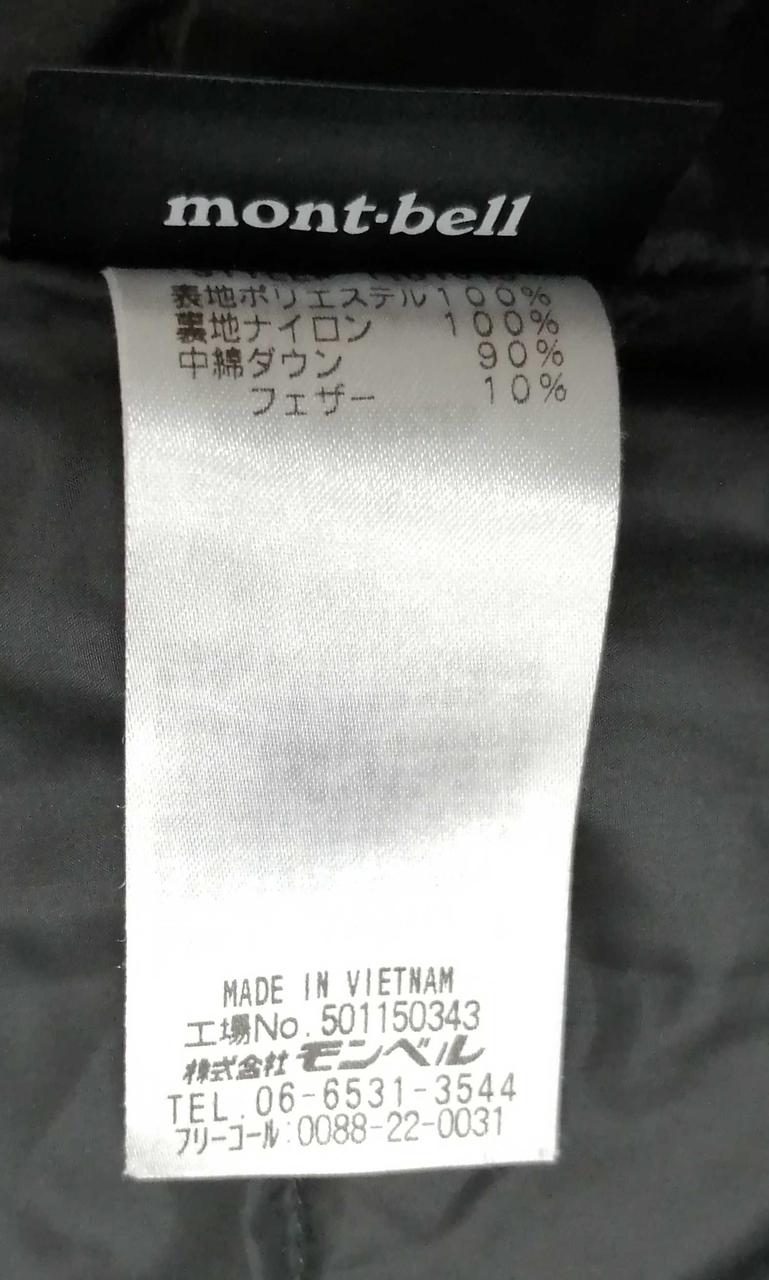 mont-bell
表地ポリエステル100%
裏地ナイロン 100%
中綿ダウン 90%
フェザー 10%
MADE IN VIETNAM
工場No.501150343
株式会社モンベル
TEL.06-6531-3544
フリーコール:0088-22-0031